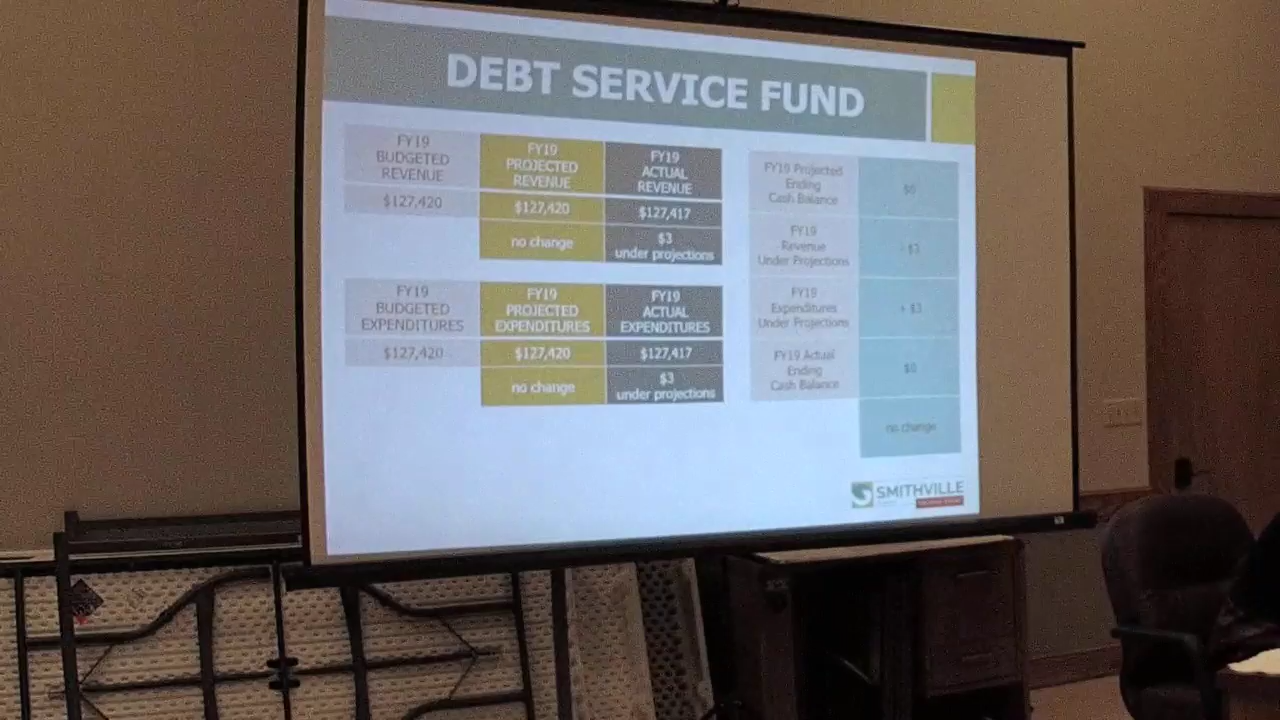 DEBT SERVICE FUND
FY19
BUDGETED
REVENUE
FY19
PROJECTED
REVENUE
FY19
ACTUAL
REVENUE
$127,420
$127,420
$127,417
no change
$3
under projections
FY19
BUDGETED
EXPENDITURES
FY19
PROJECTED
EXPENDITURES
FY19
ACTUAL
EXPENDITURES
$127,420
$127,420
$127,417
no change
$3
under projections
FY19 Projected
Ending
Cash Balance
$0
FY19
Revenue
Under Projections
- $3
FY19
Expenditures
Under Projections
+ $3
FY19 Actual
Ending
Cash Balance
$0
no change
SMITHVILLE